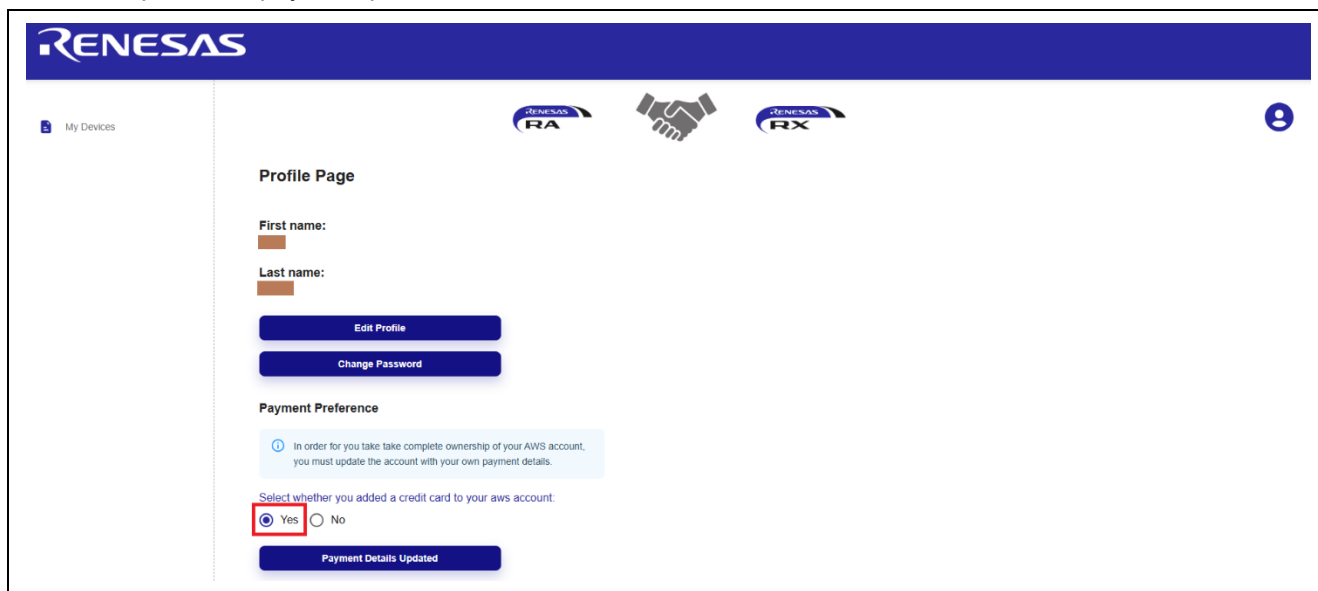 RENESAS
My Devices
RENESAS
RA
RENESAS
RX
Profile Page
First name:
Last name:
Edit Profile
Change Password
Payment Preference
In order for you take take complete ownership of your AWS account,
you must update the account with your own payment details.
Select whether you added a credit card to your aws account:
Yes No
Payment Details Updated